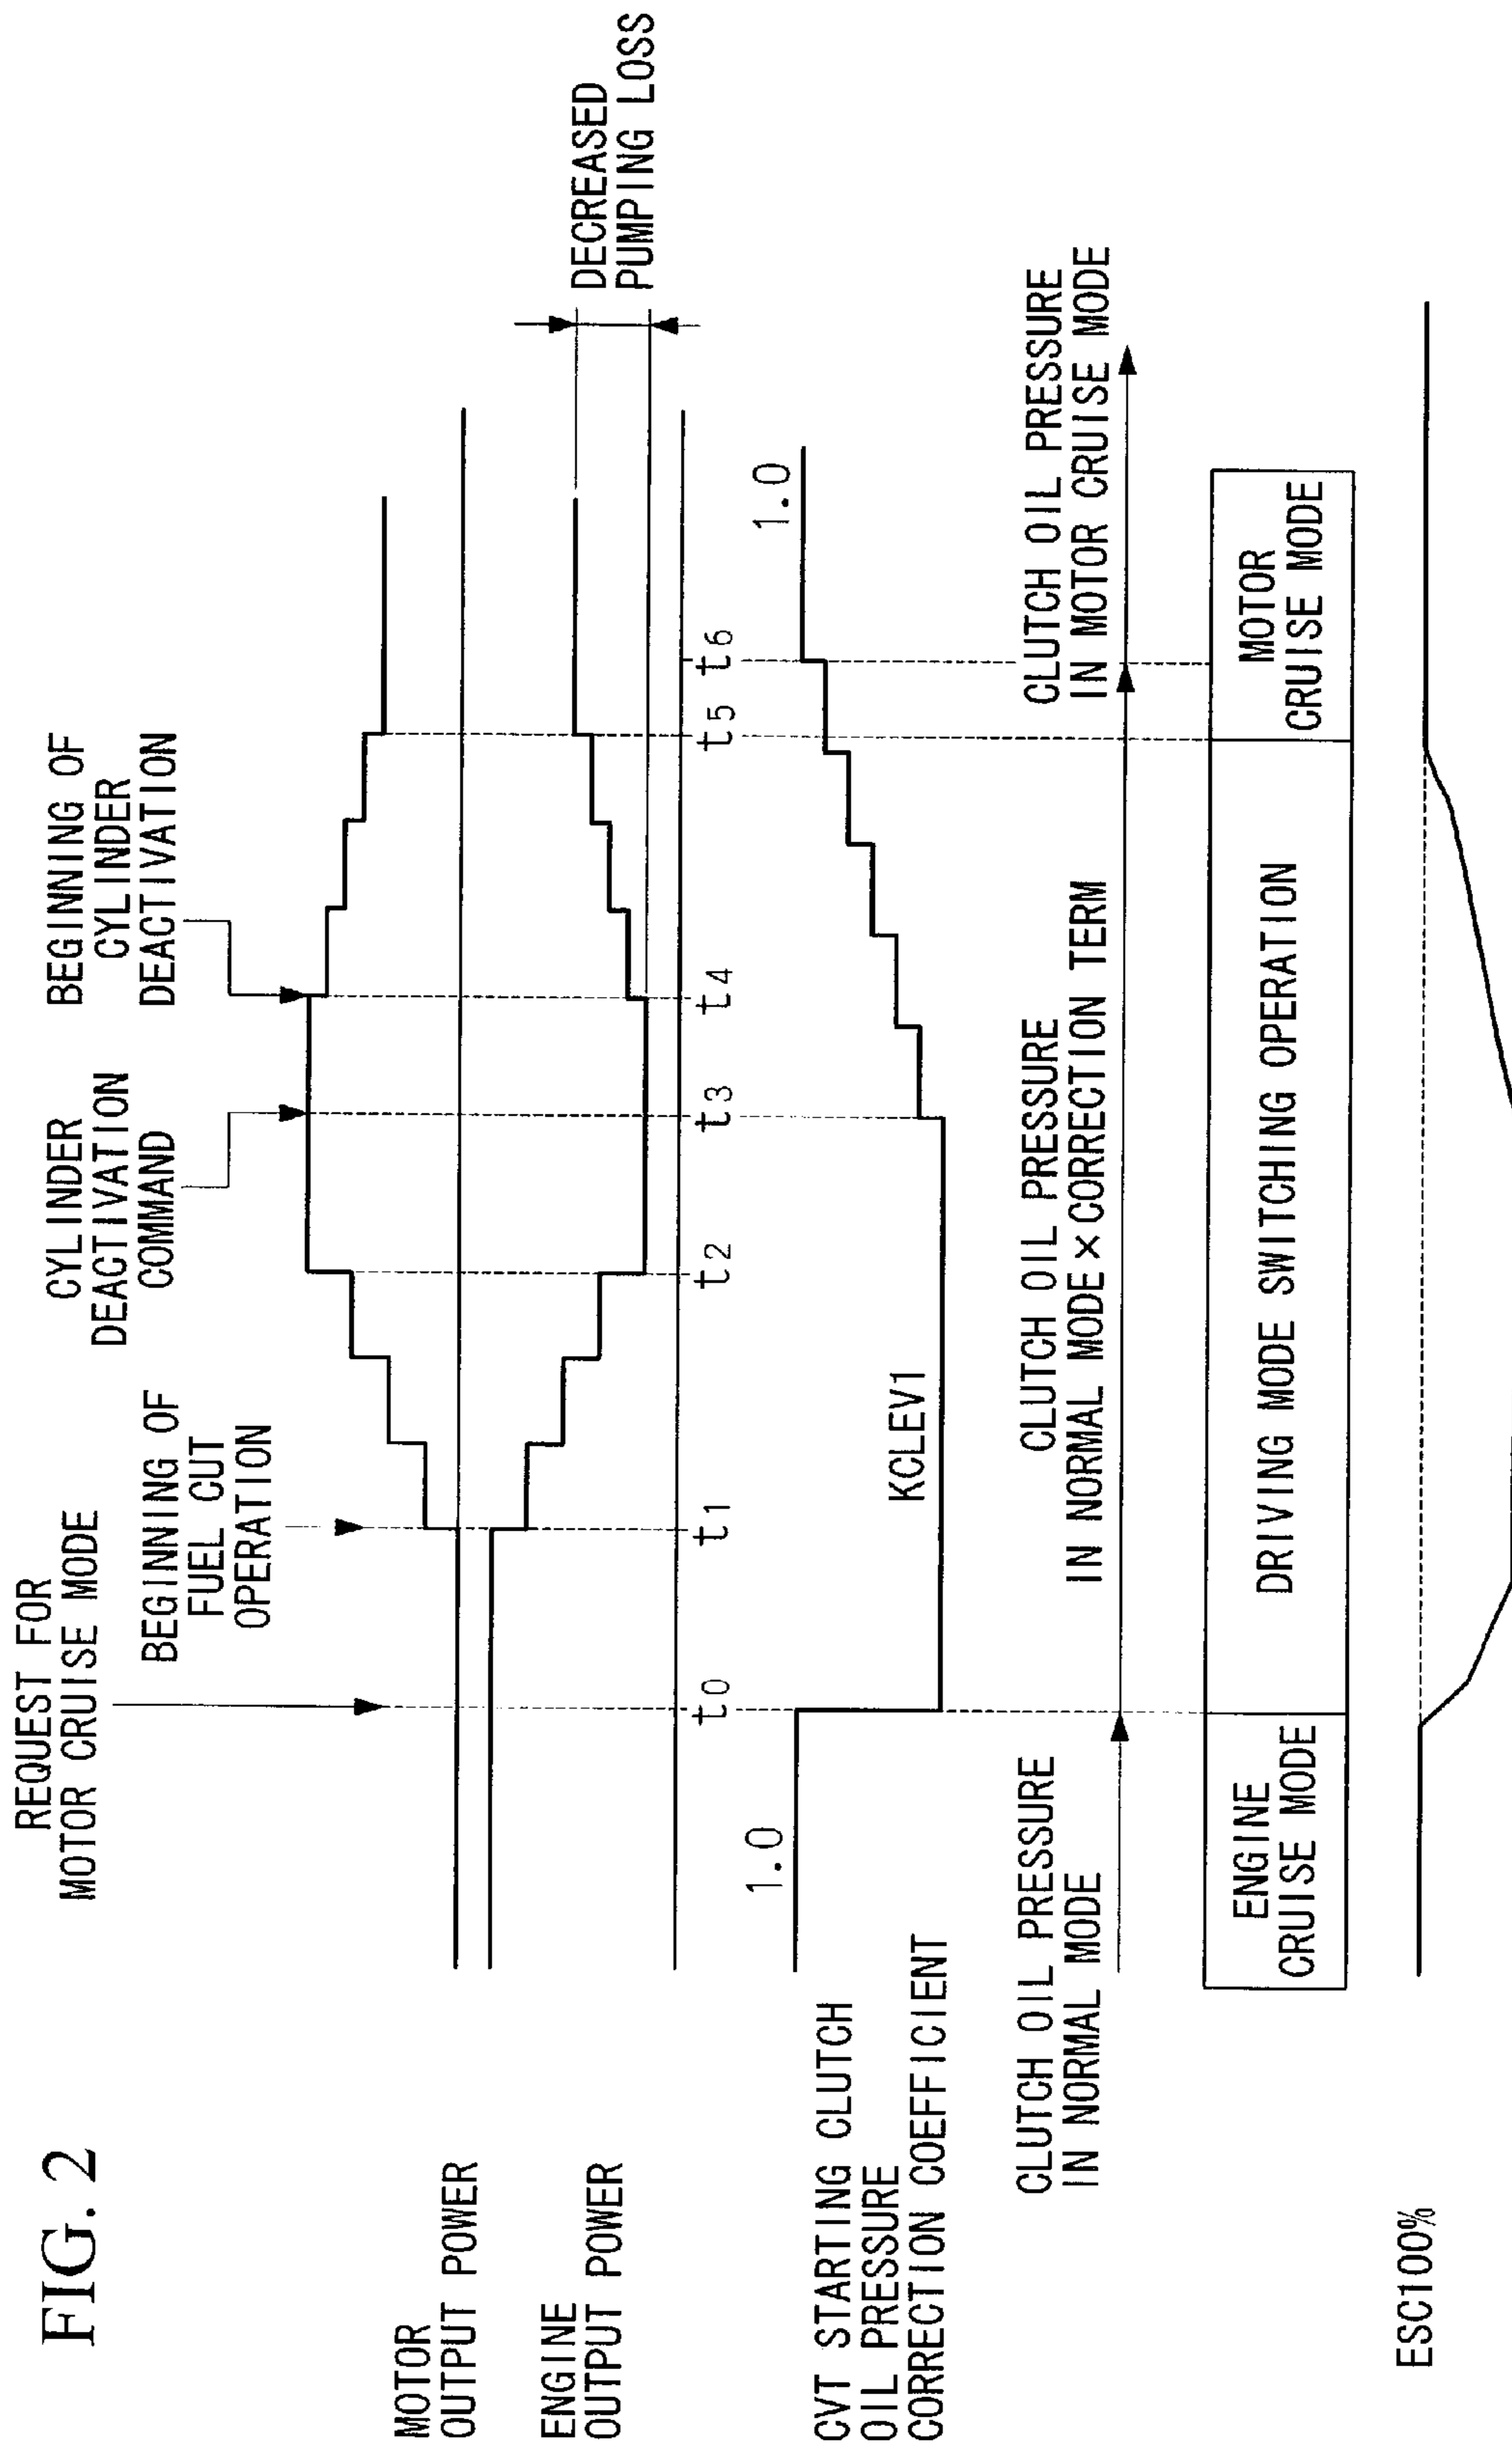 FIG. 2
REQUEST FOR
MOTOR CRUISE MODE
BEGINNING OF
FUEL CUT
OPERATION
CYLINDER
DEACTIVATION
COMMAND
BEGINNING OF
CYLINDER
DEACTIVATION
MOTOR
OUTPUT POWER
ENGINE
OUTPUT POWER
DECREASED
PUMPING LOSS
t0
t1
t2
t3
t4
t5
t6
CVT STARTING CLUTCH
OIL PRESSURE
CORRECTION COEFFICIENT
1.0
KCLEV1
1.0
CLUTCH OIL PRESSURE
IN NORMAL MODE
CLUTCH OIL PRESSURE
IN NORMAL MODE × CORRECTION TERM
CLUTCH OIL PRESSURE
IN MOTOR CRUISE MODE
ENGINE
CRUISE MODE
DRIVING MODE SWITCHING OPERATION
MOTOR
CRUISE MODE
ESC100%